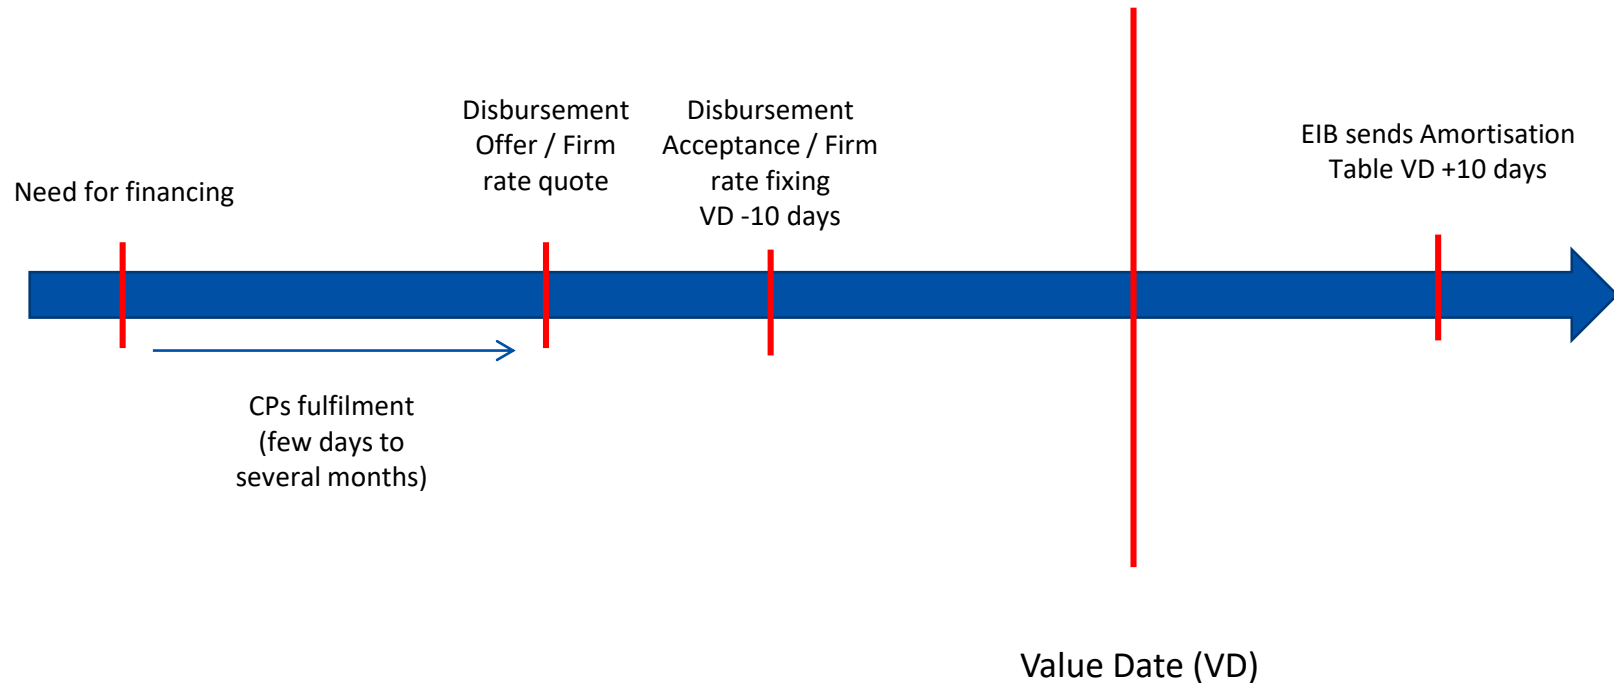 Need for financing
Disbursement
Offer / Firm
rate quote
Disbursement
Acceptance / Firm
rate fixing
VD -10 days
EIB sends Amortisation
Table VD +10 days
CPs fulfilment
(few days to
several months)
Value Date (VD)